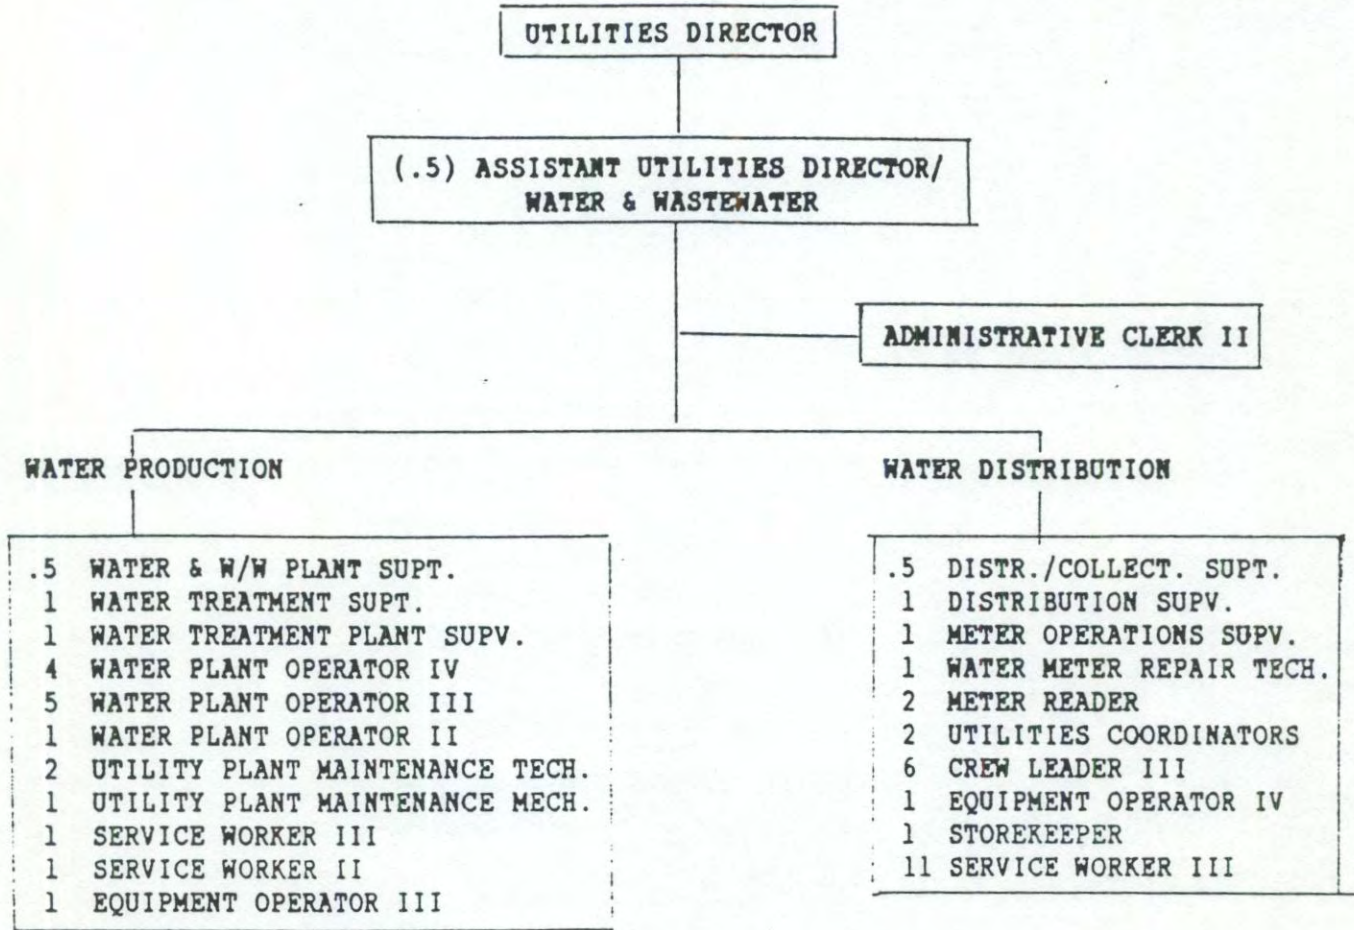 UTILITIES DIRECTOR
(.5) ASSISTANT UTILITIES DIRECTOR/
WATER & WASTEWATER
ADMINISTRATIVE CLERK II
WATER PRODUCTION
.5 WATER & W/W PLANT SUPT.
1 WATER TREATMENT SUPT.
1 WATER TREATMENT PLANT SUPV.
4 WATER PLANT OPERATOR IV
5 WATER PLANT OPERATOR III
1 WATER PLANT OPERATOR II
2 UTILITY PLANT MAINTENANCE TECH.
1 UTILITY PLANT MAINTENANCE MECH.
1 SERVICE WORKER III
1 SERVICE WORKER II
1 EQUIPMENT OPERATOR III
WATER DISTRIBUTION
.5 DISTR./COLLECT. SUPT.
1 DISTRIBUTION SUPV.
1 METER OPERATIONS SUPV.
1 WATER METER REPAIR TECH.
2 METER READER
2 UTILITIES COORDINATORS
6 CREW LEADER III
1 EQUIPMENT OPERATOR IV
1 STOREKEEPER
11 SERVICE WORKER III